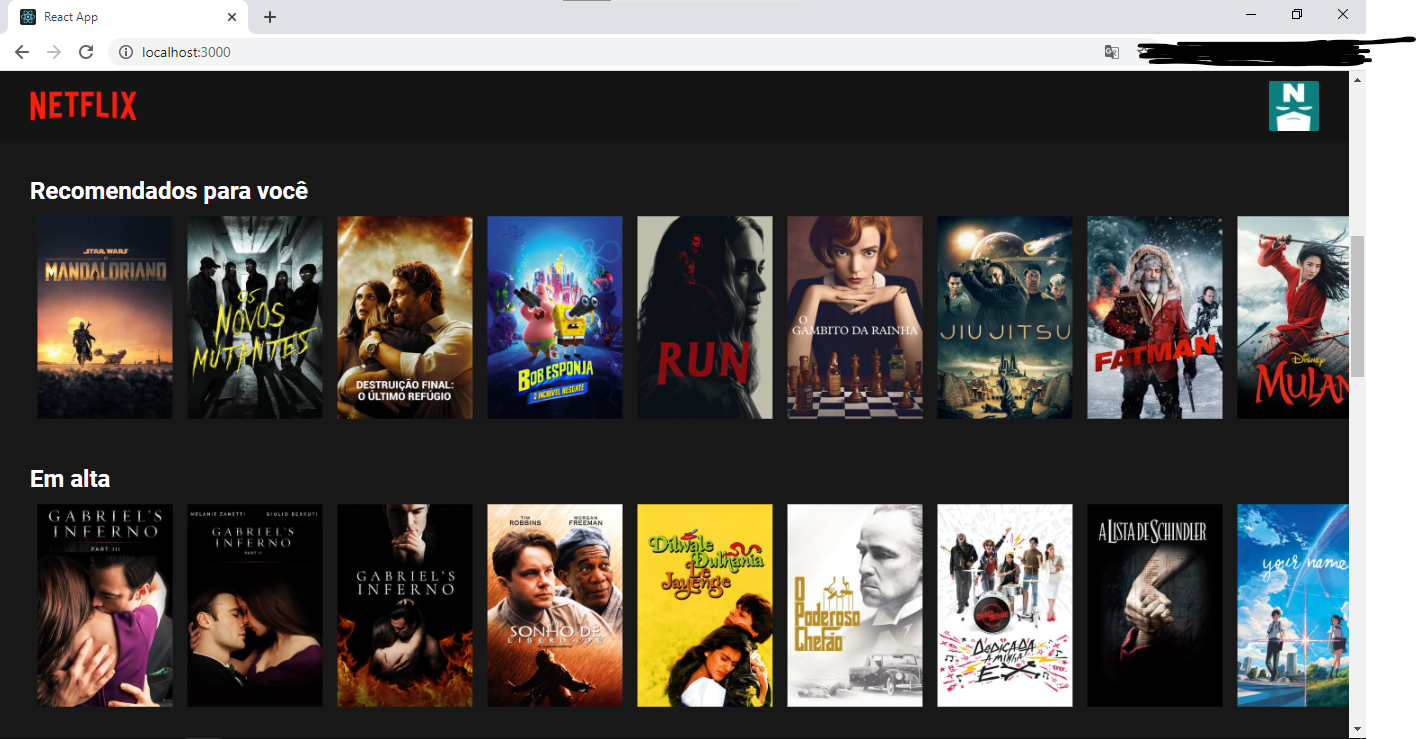 React App
localhost:3000
NETFLIX
N
Recomendados para você
STAR WARS
MANDALORIANO
OS NOVOS MUTANTES
DESTRUIÇÃO FINAL:
O ÚLTIMO REFÚGIO
BOB ESPONJA
O INCRÍVEL RESGATE
RUN
O
GAMBITO DA RAINHA
JIU JITSU
FATMAN
DISNEY
MULAN
Em alta
GABRIEL'S
INFERNO
PART III
MELANIE ZANETTI GIULIO BERRUTI
GABRIEL'S
INFERNO
PART II
GABRIEL'S
INFERNO
TIM
ROBBINS
MORGAN
FREEMAN
SONHO DE
LIBERDADE
Dilwale
Dulhania
Le
Jayenge
O
Poderoso
Chefão
DEDICADA
A MINHA
EX
A LISTA DE SCHINDLER
your name